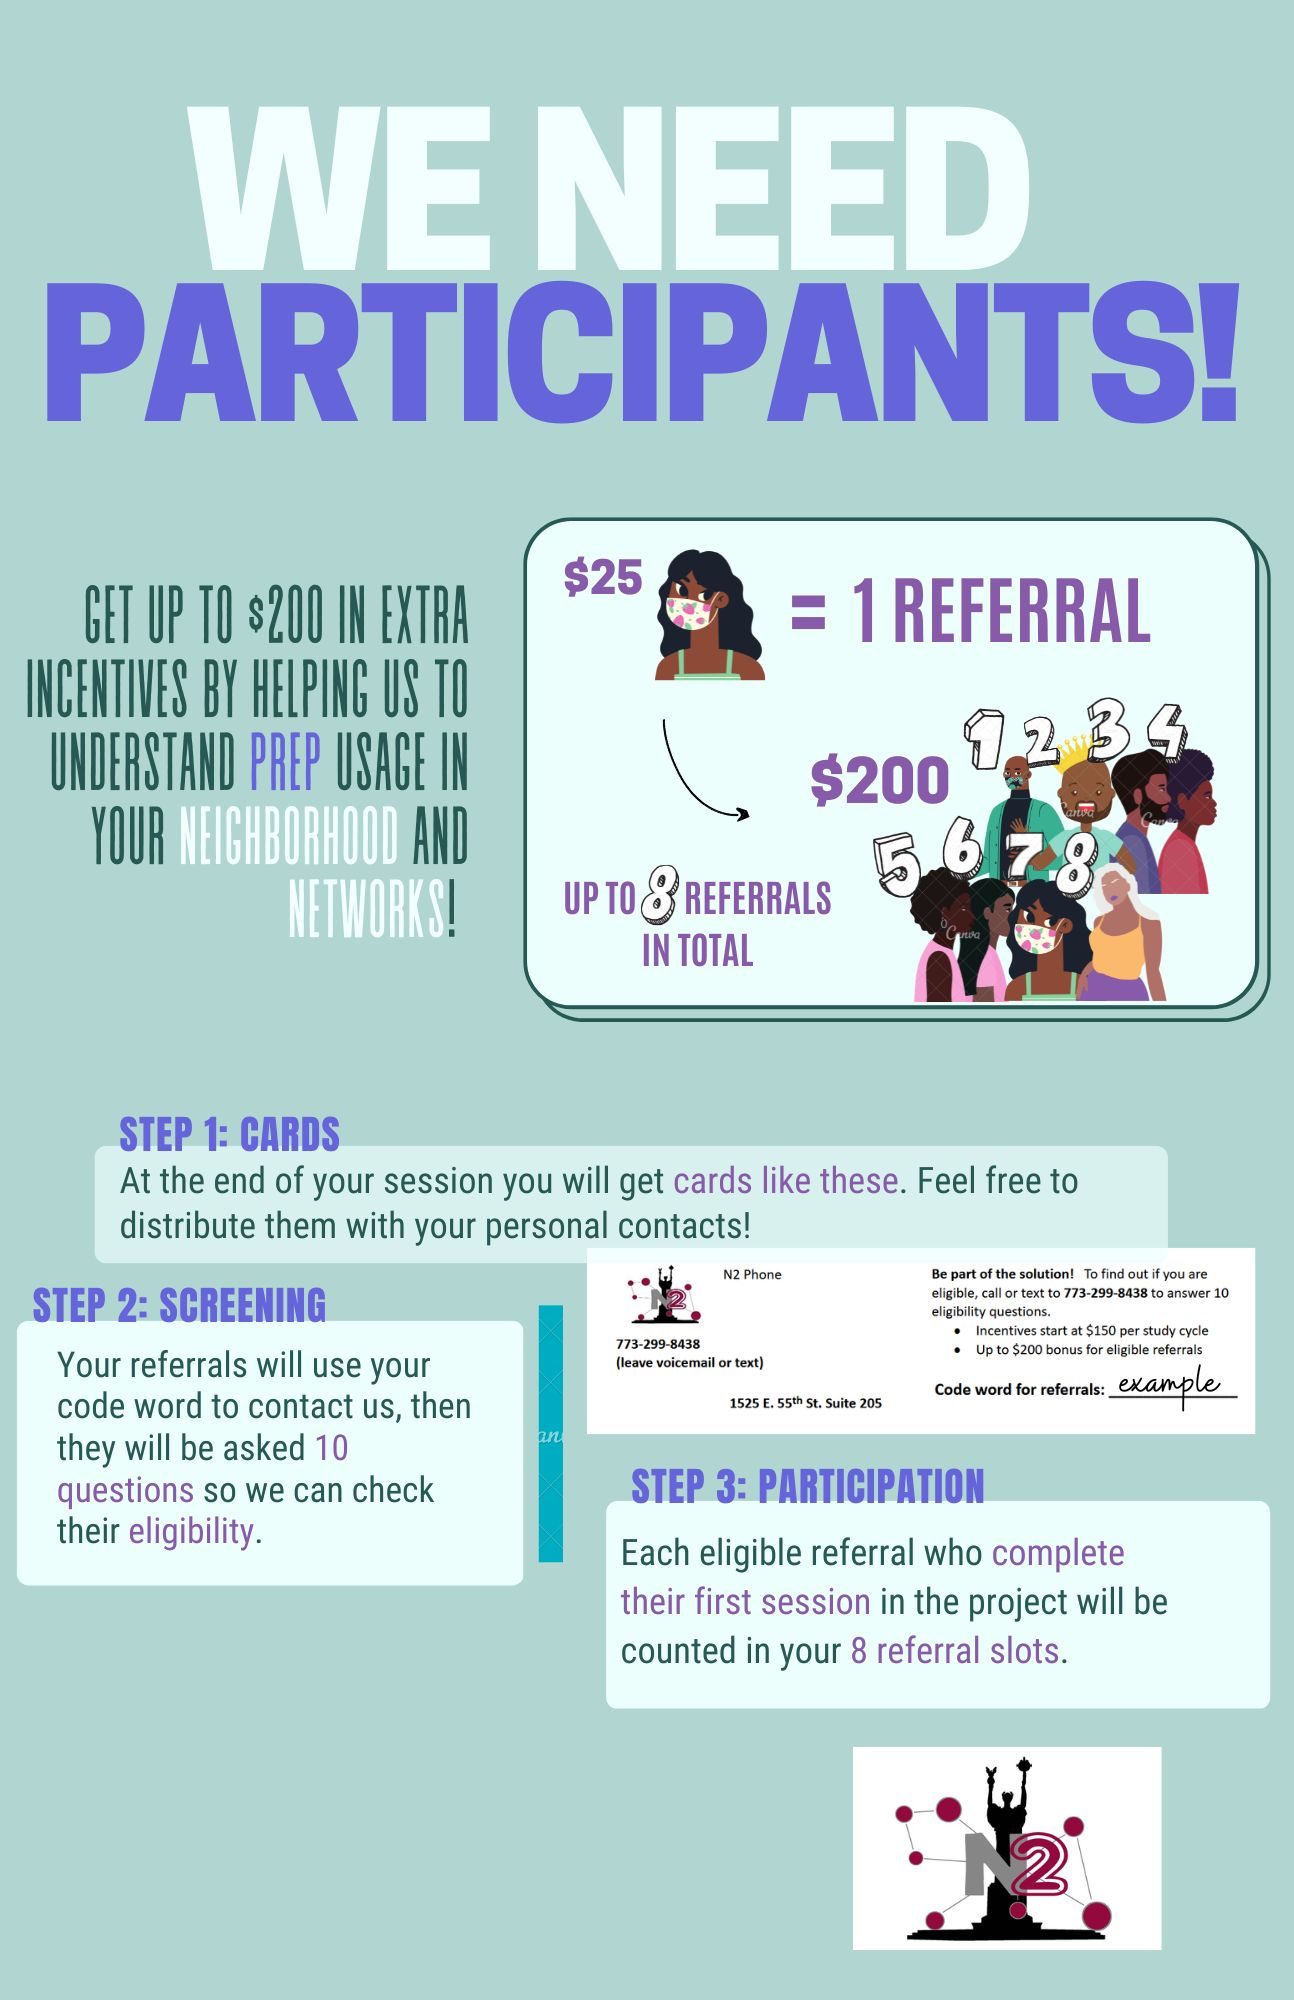 WE NEED
PARTICIPANTS!
GET UP TO $200 IN EXTRA
INCENTIVES BY HELPING US TO
UNDERSTAND PREP USAGE IN
YOUR NEIGHBORHOOD AND
NETWORKS!
$25
= 1 REFERRAL
$200
1 2 3 4
5 6 7 8
UP TO 8 REFERRALS
IN TOTAL
Canva
Canva
Canva
STEP 1: CARDS
At the end of your session you will get cards like these. Feel free to
distribute them with your personal contacts!
STEP 2: SCREENING
Your referrals will use your
code word to contact us, then
they will be asked 10
questions so we can check
their eligibility.
N2
N2 Phone
773-299-8438
(leave voicemail or text)
1525 E. 55th St. Suite 205
Be part of the solution! To find out if you are
eligible, call or text to 773-299-8438 to answer 10
eligibility questions.
• Incentives start at $150 per study cycle
• Up to $200 bonus for eligible referrals
Code word for referrals: example
STEP 3: PARTICIPATION
Each eligible referral who complete
their first session in the project will be
counted in your 8 referral slots.
N2